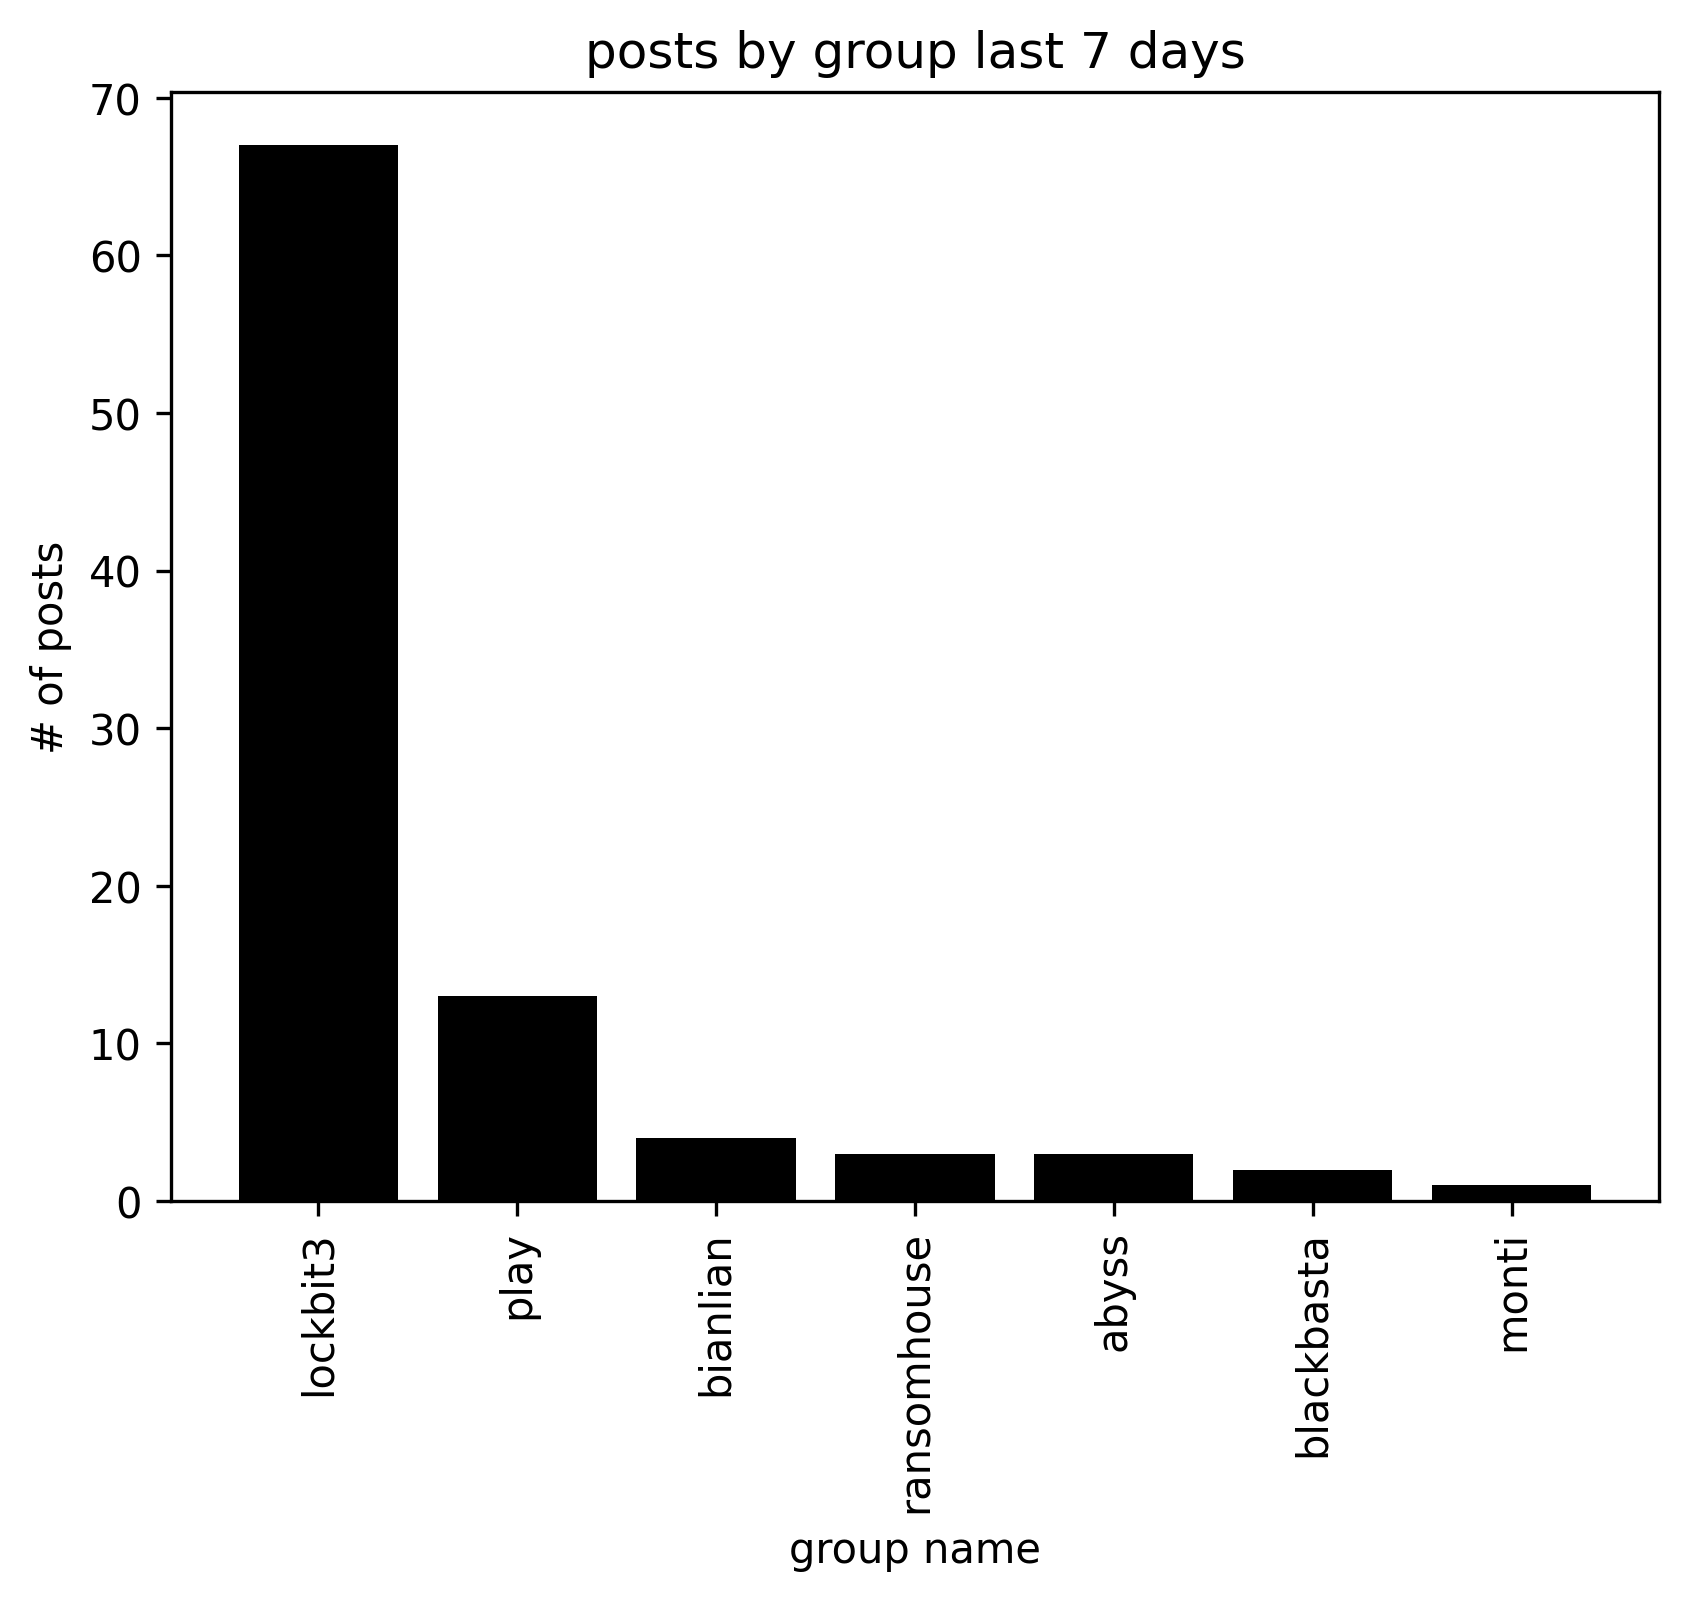 posts by group last 7 days
# of posts
70
60
50
40
30
20
10
0
lockbit3
play
bianlian
ransomhouse
abyss
blackbasta
monti
group name